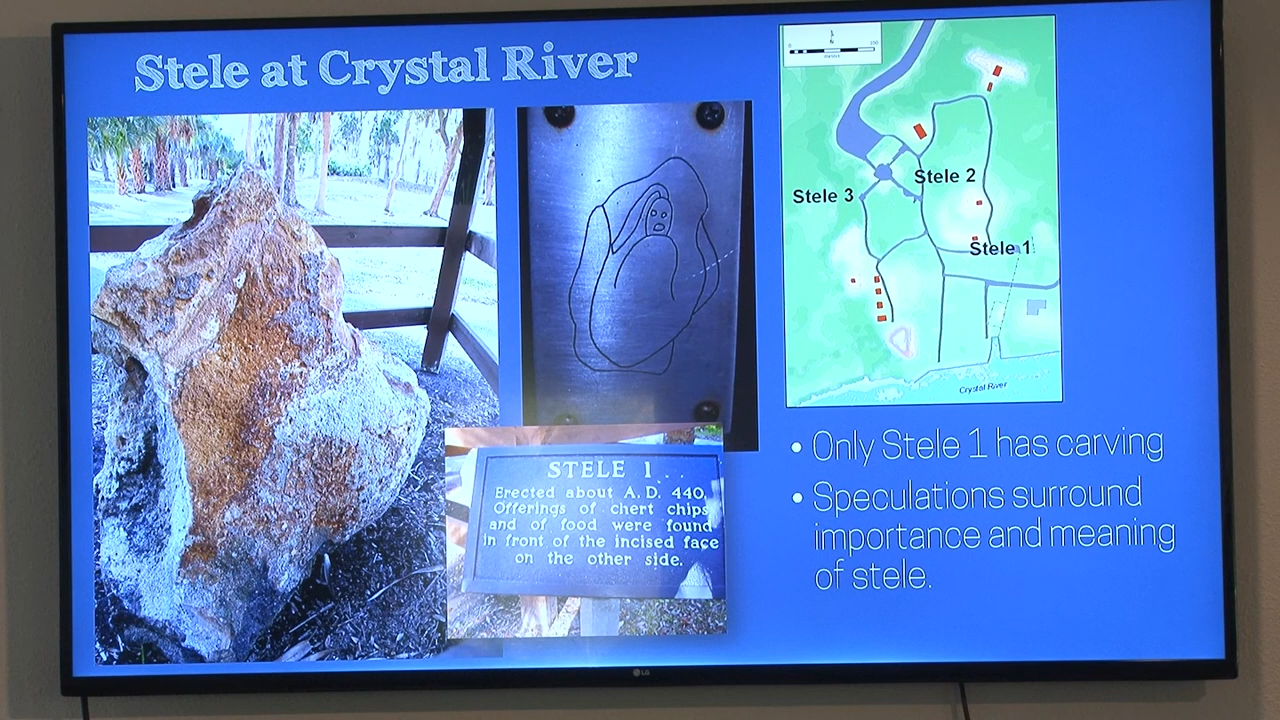 Stele at Crystal River
0 100
Stele 2
Stele 3
Stele 1
Crystal River
STELE 1
Erected about A.D. 440.
Offerings of chert chips
and of food were found
in front of the incised face
on the other side.
• Only Stele 1 has carving
• Speculations surround
importance and meaning
of stele.
LG